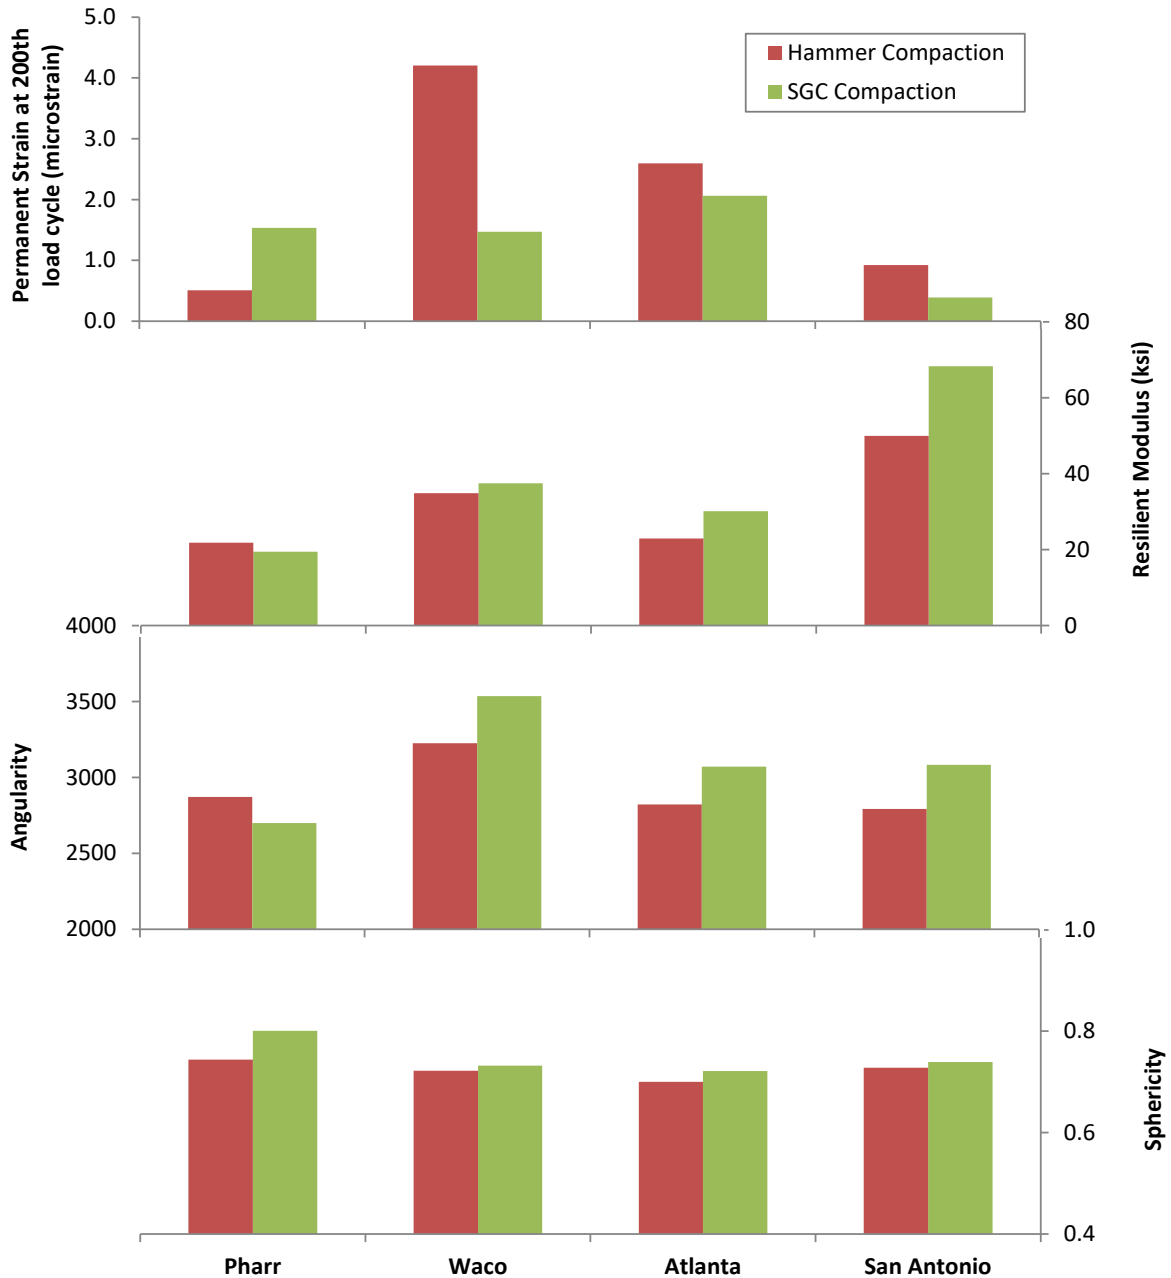 Permanent Strain at 200th
load cycle (microstrain)
5.0
4.0
3.0
2.0
1.0
0.0
Hammer Compaction
SGC Compaction
80
60
40
20
0
Resilient Modulus (ksi)
4000
3500
3000
2500
2000
Angularity
1.0
0.8
0.6
0.4
Sphericity
Pharr
Waco
Atlanta
San Antonio